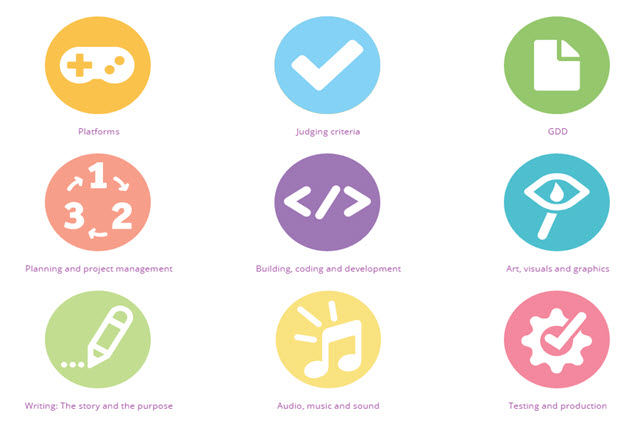 Platforms
Judging criteria
GDD
1
3 2
Planning and project management
</>
Building, coding and development
Art, visuals and graphics
Writing: The story and the purpose
Audio, music and sound
Testing and production